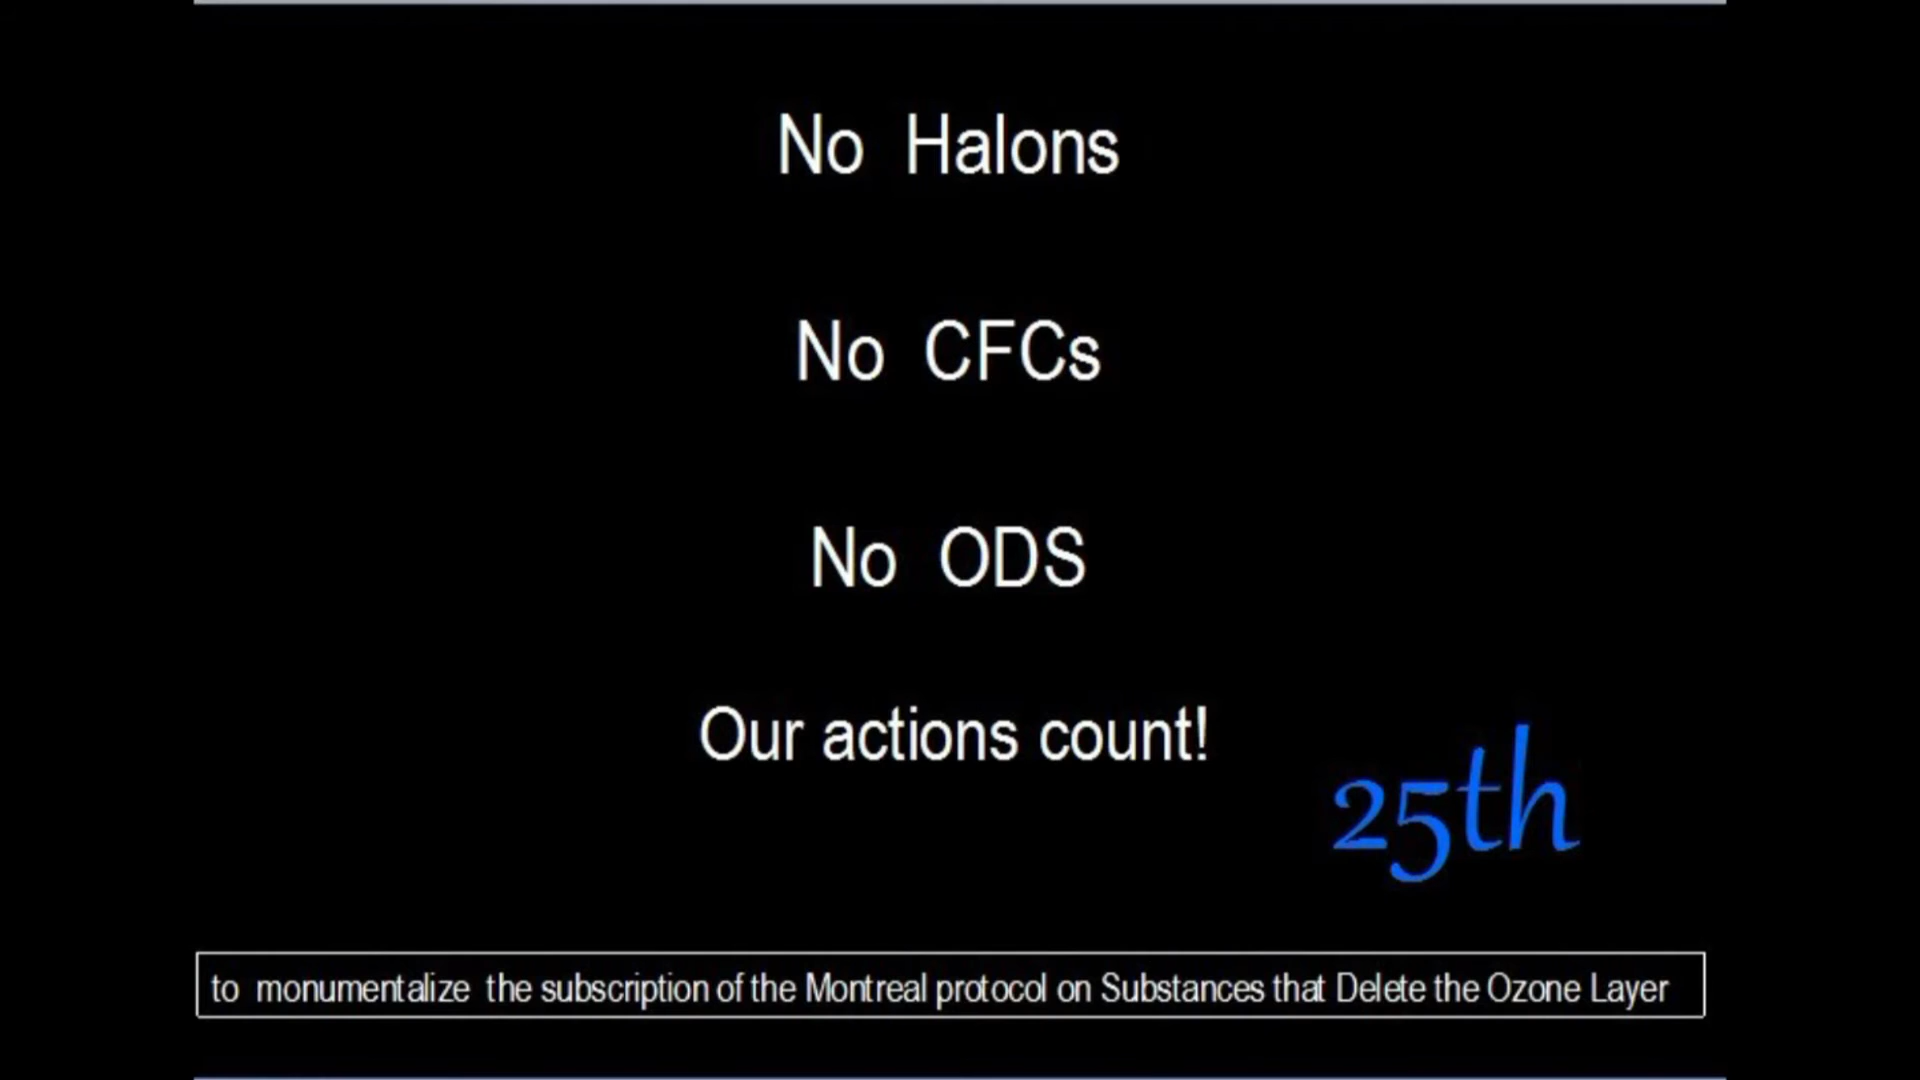 No Halons
No CFCs
No ODS
Our actions count!
25th
to monumentalize the subscription of the Montreal protocol on Substances that Delete the Ozone Layer